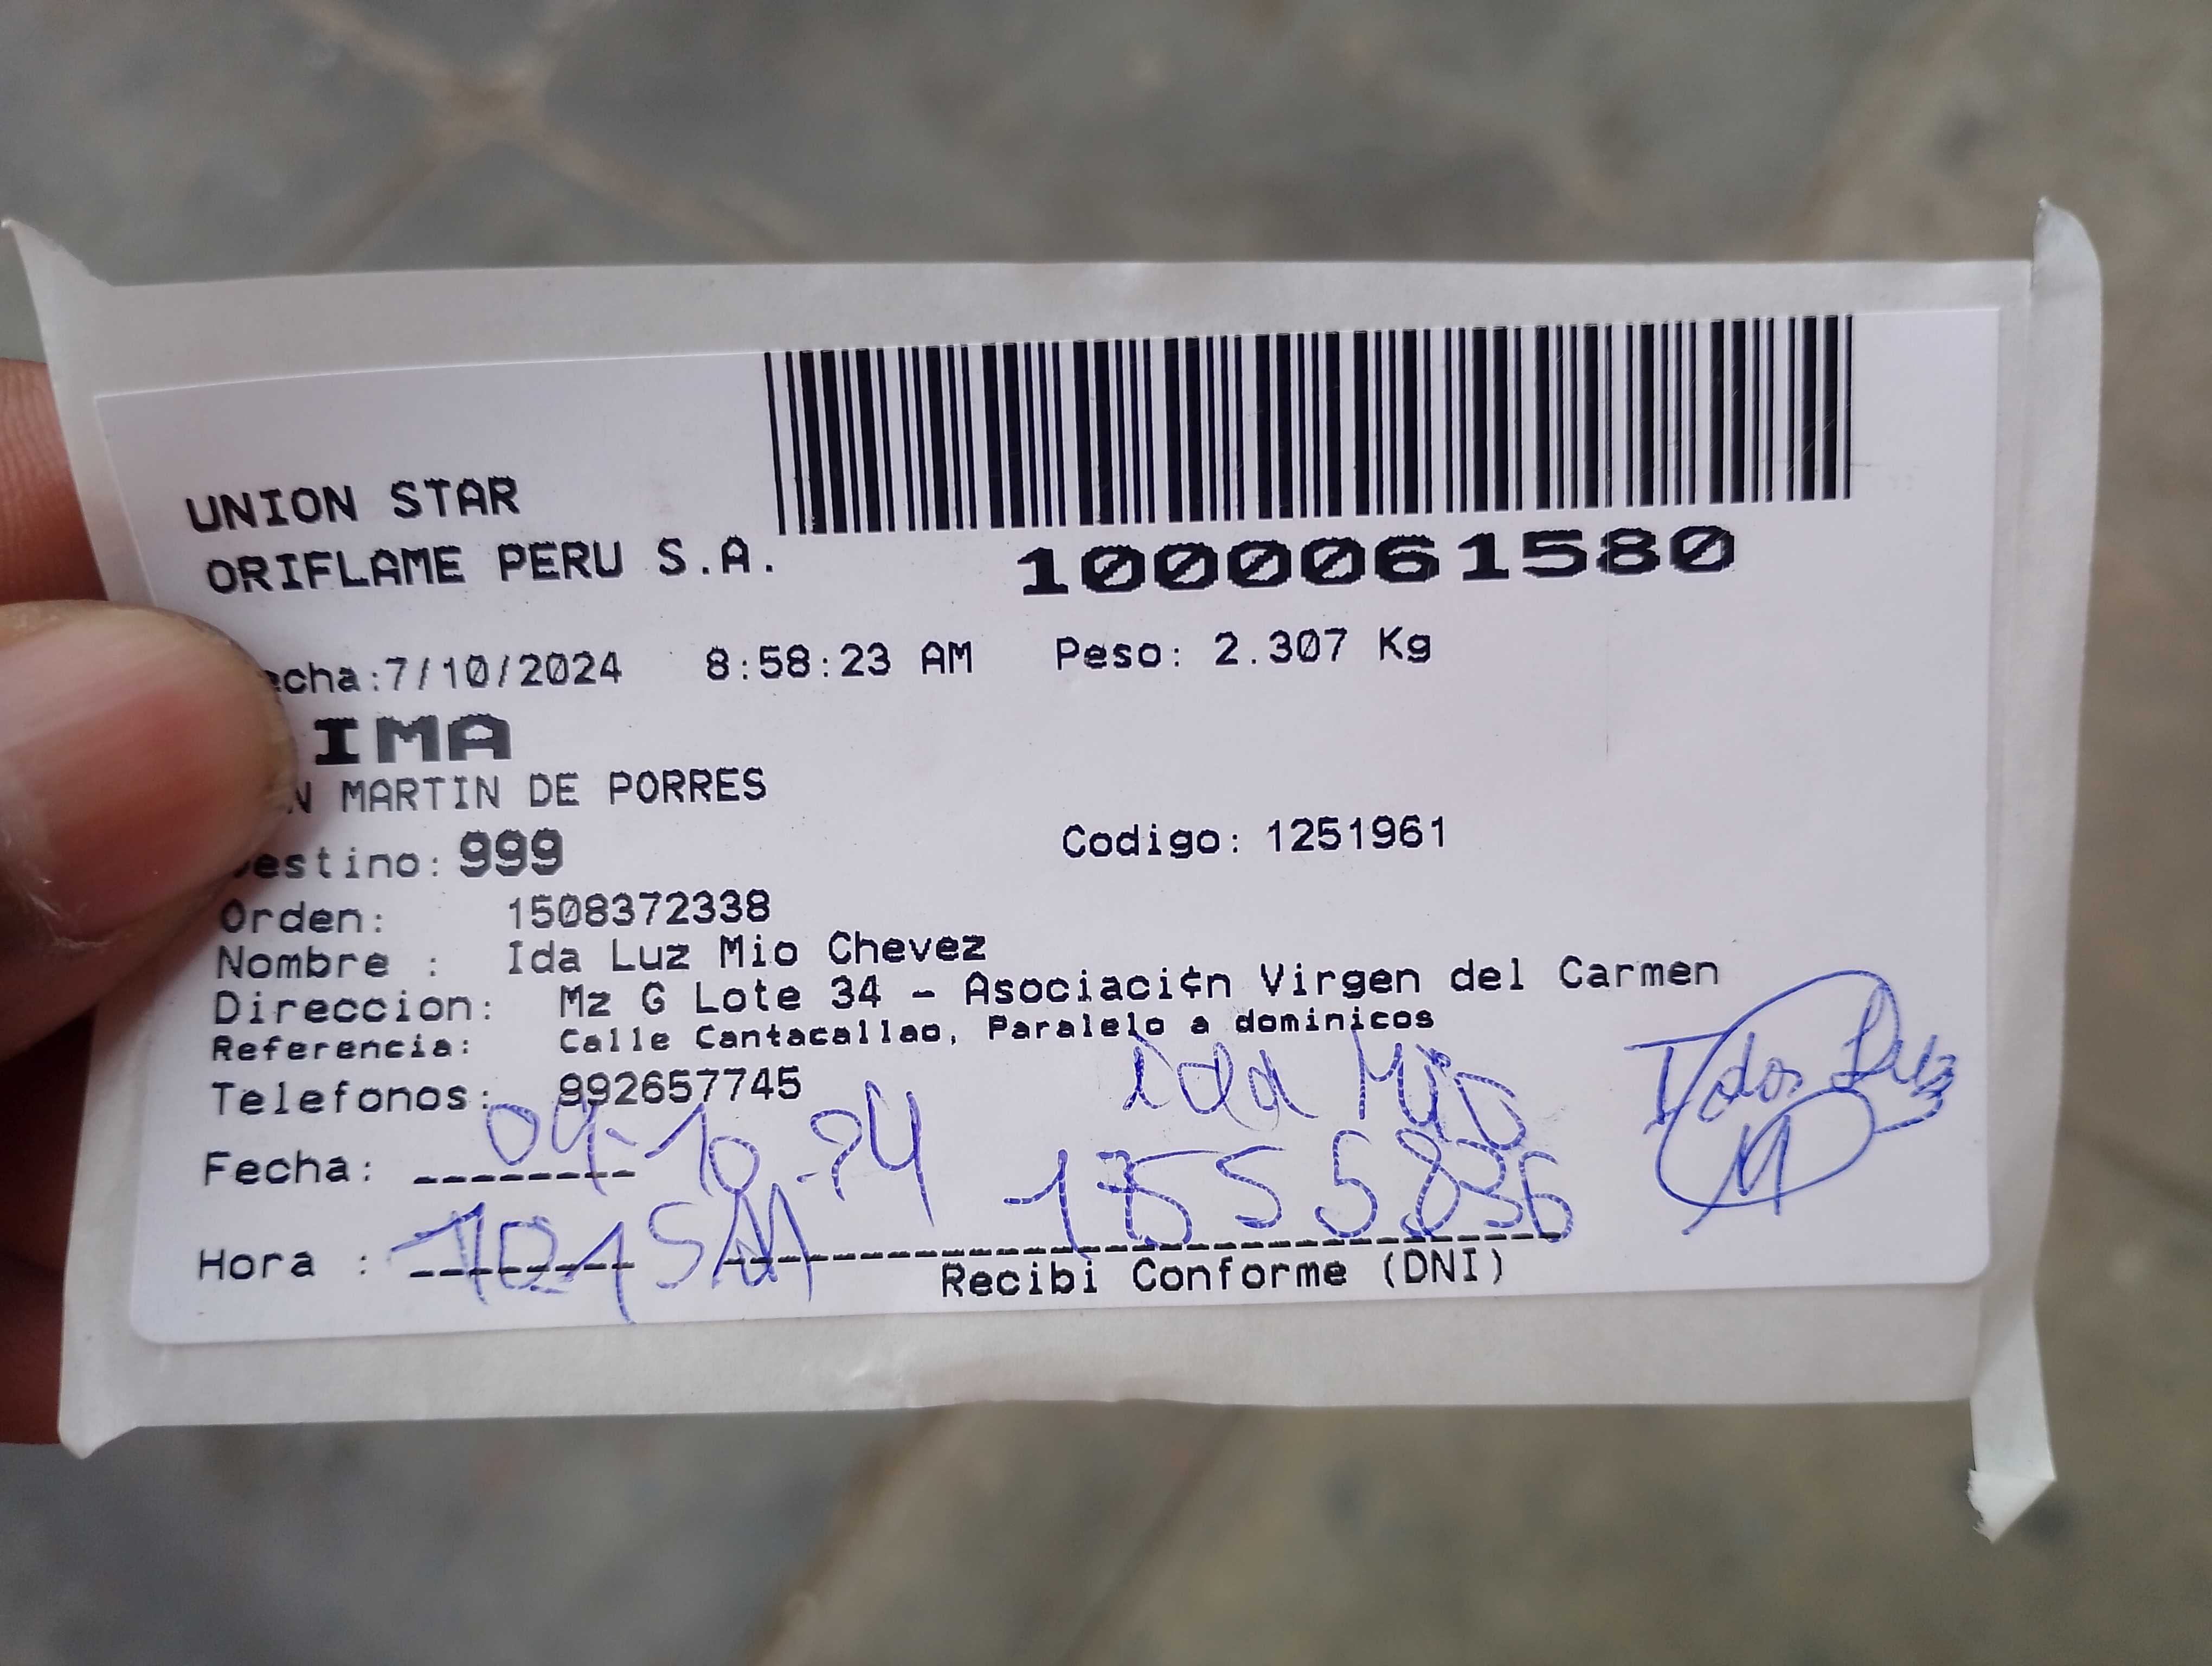 UNION STAR
ORIFLAME PERU S.A.
1000061580
echa:7/10/2024 8:58:23 AM Peso: 2.307 Kg
IMA
N MARTIN DE PORRES
estino: 999 Codigo: 1251961
Orden: 1508372338
Nombre : Ida Luz Mio Chevez
Direccion: Mz G Lote 34 - Asociaci¢n Virgen del Carmen
Referencia: Calle Cantacallao, Paralelo a dominicos
Telefonos: 992657745
Ida Mio
Fecha: 09-10-24
Hora :
Recibi Conforme (DNI)